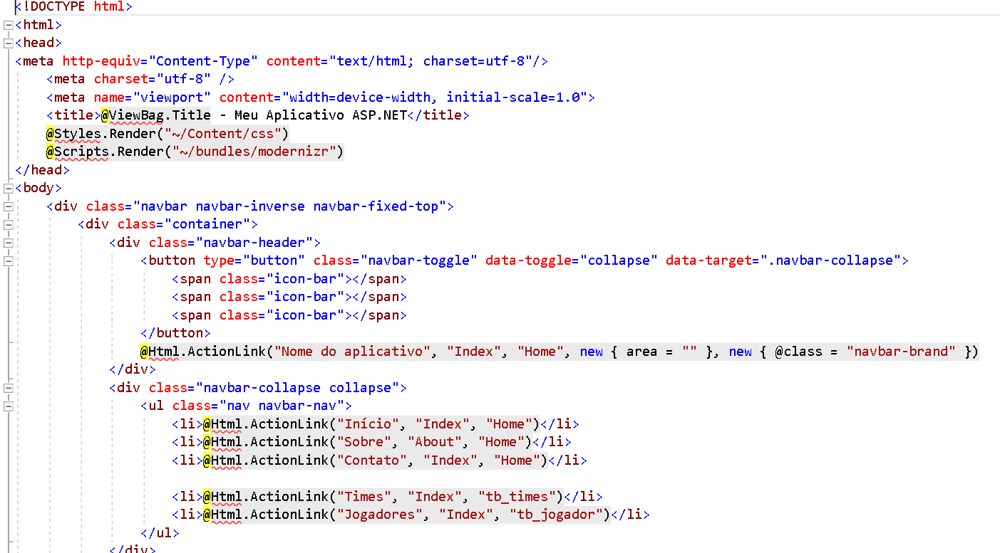 <!DOCTYPE html>
<html>
<head>
<meta http-equiv="Content-Type" content="text/html; charset=utf-8"/>
    <meta charset="utf-8" />
    <meta name="viewport" content="width=device-width, initial-scale=1.0">
    <title>@ViewBag.Title - Meu Aplicativo ASP.NET</title>
    @Styles.Render("~/Content/css")
    @Scripts.Render("~/bundles/modernizr")
</head>
<body>
    <div class="navbar navbar-inverse navbar-fixed-top">
        <div class="container">
            <div class="navbar-header">
                <button type="button" class="navbar-toggle" data-toggle="collapse" data-target=".navbar-collapse">
                    <span class="icon-bar"></span>
                    <span class="icon-bar"></span>
                    <span class="icon-bar"></span>
                </button>
                @Html.ActionLink("Nome do aplicativo", "Index", "Home", new { area = "" }, new { @class = "navbar-brand" })
            </div>
            <div class="navbar-collapse collapse">
                <ul class="nav navbar-nav">
                    <li>@Html.ActionLink("Início", "Index", "Home")</li>
                    <li>@Html.ActionLink("Sobre", "About", "Home")</li>
                    <li>@Html.ActionLink("Contato", "Index", "Home")</li>
                    <li>@Html.ActionLink("Times", "Index", "tb_times")</li>
                    <li>@Html.ActionLink("Jogadores", "Index", "tb_jogador")</li>
                </ul>
            </div>